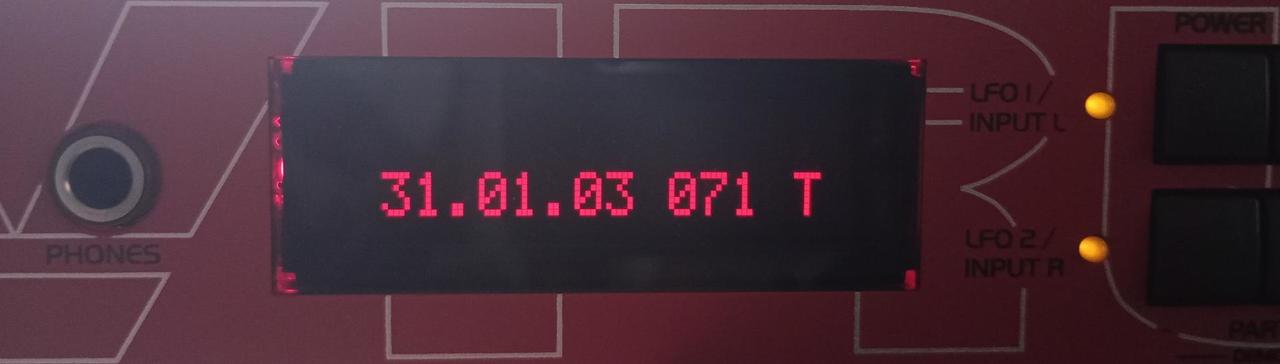 POWER
LFO 1 /
INPUT L
31.01.03 071 T
PHONES
LFO 2 /
INPUT R